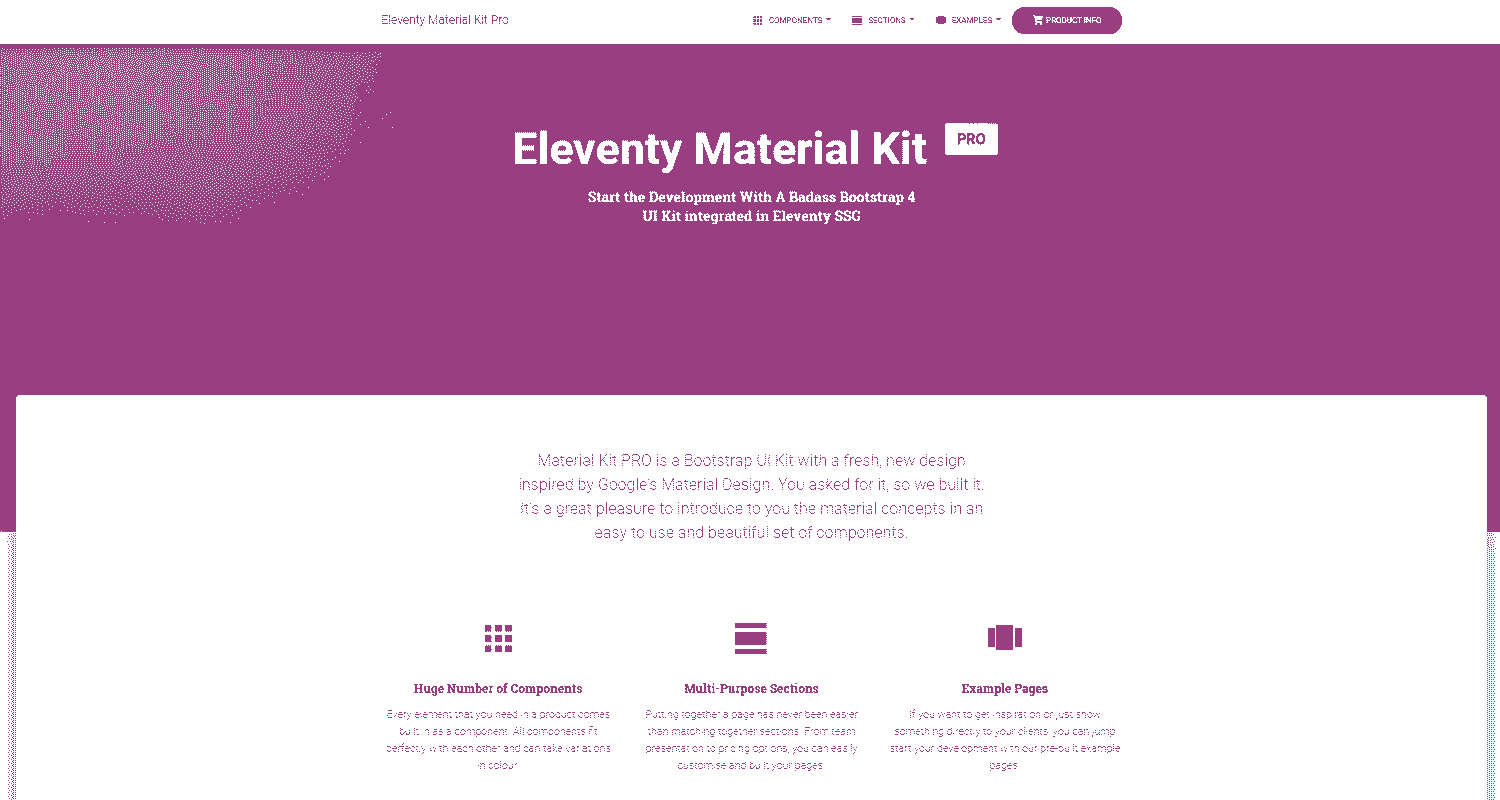 Eleventy Material Kit Pro
COMPONENTS
SECTIONS
EXAMPLES
PRODUCT INFO
Eleventy Material Kit PRO
Start the Development With A Badass Bootstrap 4
UI Kit integrated in Eleventy SSG
Material Kit PRO is a Bootstrap UI Kit with a fresh, new design
inspired by Google's Material Design. You asked for it, so we built it.
It's a great pleasure to introduce to you the material concepts in an
easy to use and beautiful set of components.
Huge Number of Components
Every element that you need in a product comes
built in as a component. All components fit
perfectly with each other and can take variations
in colour.
Multi-Purpose Sections
Putting together a page has never been easier
than matching together sections. From team
presentation to pricing options, you can easily
customise and built your pages.
Example Pages
If you want to get inspiration or just show
something directly to your clients, you can jump
start your development with our pre-built example
pages.